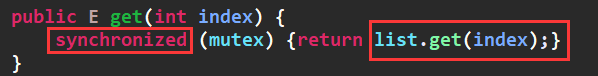 public E get(int index) {
synchronized (mutex) {return list.get(index);}
}